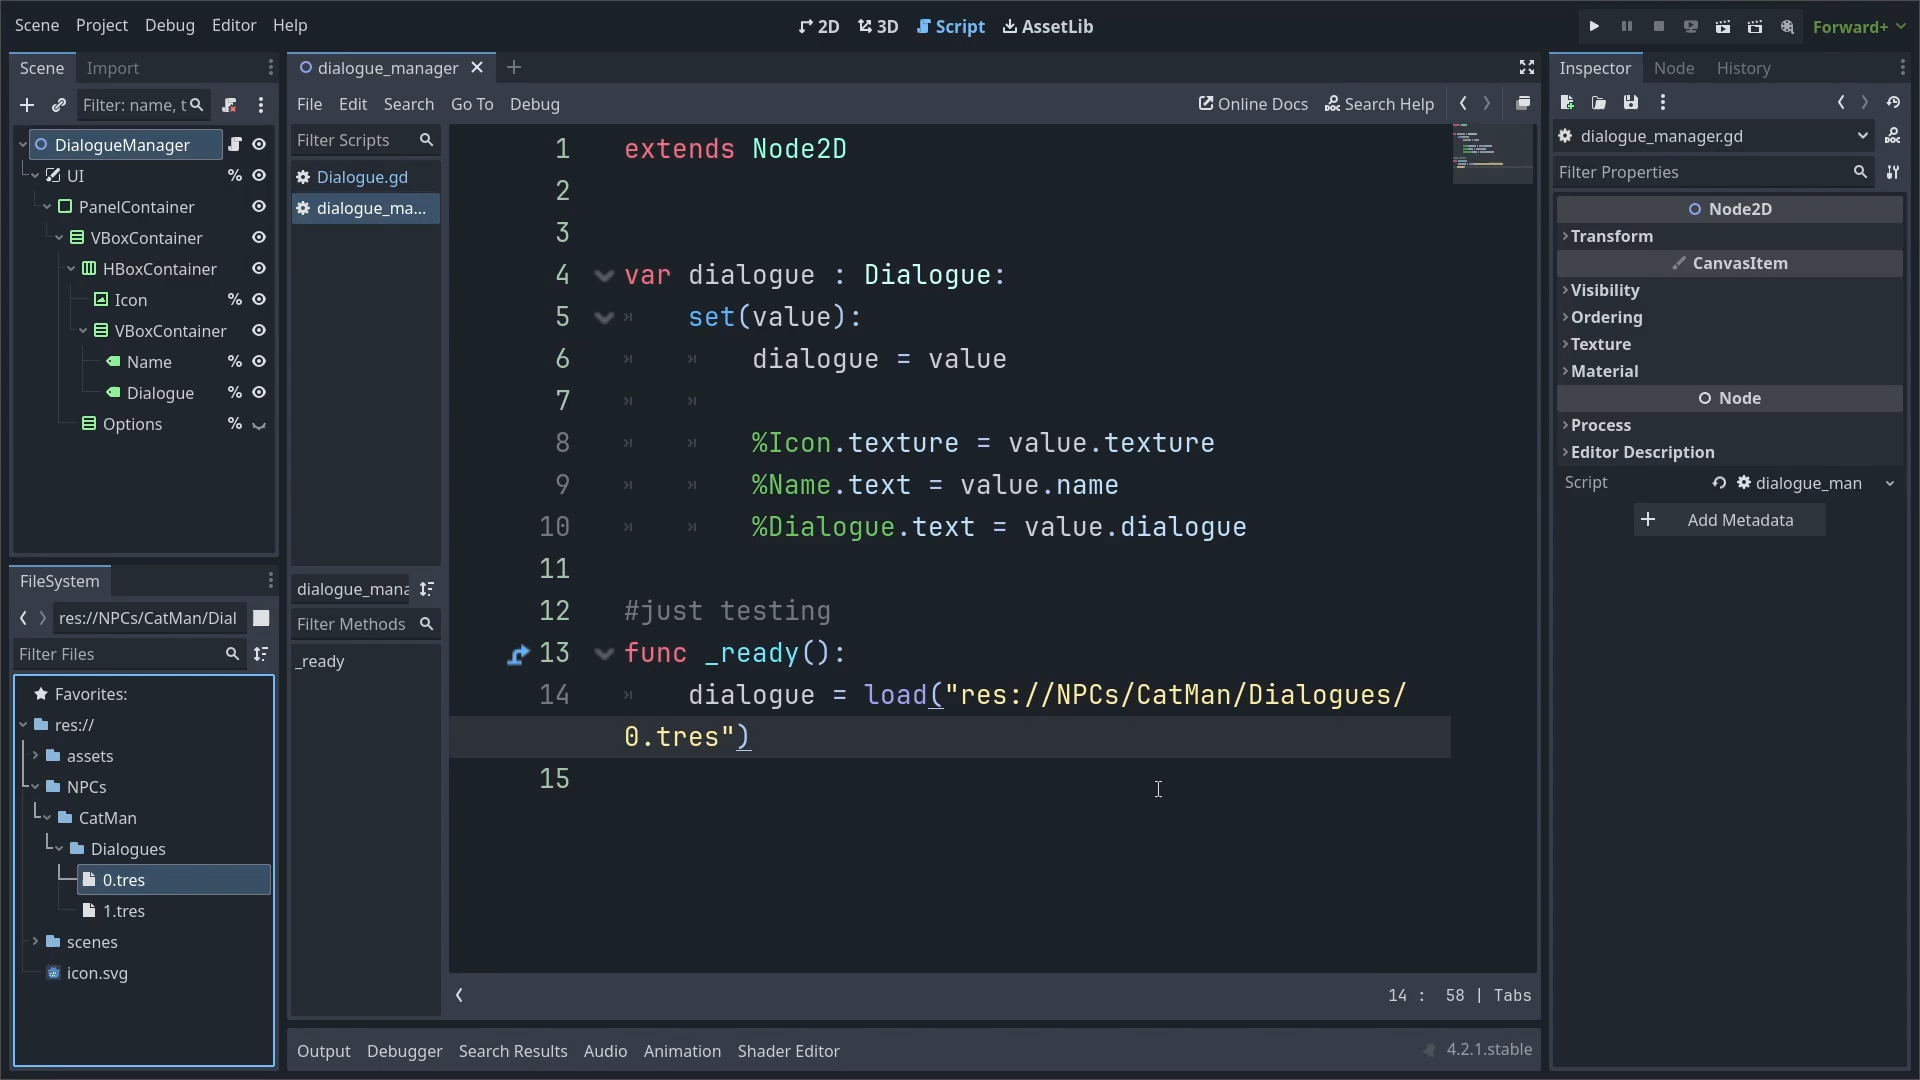 Scene Project Debug Editor Help
2D 3D Script AssetLib
Forward+
Scene Import
Filter: name, t
DialogueManager
UI %
PanelContainer
VBoxContainer
HBoxContainer
Icon %
VBoxContainer %
Name %
Dialogue %
Options %
FileSystem
res://NPCs/CatMan/Dial
Filter Files
Favorites:
res://
assets
NPCs
CatMan
Dialogues
0.tres
1.tres
scenes
icon.svg
dialogue_manager
File Edit Search Go To Debug
Online Docs Search Help
Filter Scripts
Dialogue.gd
dialogue_ma...
dialogue_mana
Filter Methods
_ready
1 extends Node2D
2
3
4 var dialogue : Dialogue:
5 set(value):
6 dialogue = value
7
8 %Icon.texture = value.texture
9 %Name.text = value.name
10 %Dialogue.text = value.dialogue
11
12 #just testing
13 func _ready():
14 dialogue = load("res://NPCs/CatMan/Dialogues/
0.tres")
15
14 : 58 | Tabs
Output Debugger Search Results Audio Animation Shader Editor
4.2.1.stable
Inspector Node History
dialogue_manager.gd
Filter Properties
Node2D
Transform
CanvasItem
Visibility
Ordering
Texture
Material
Node
Process
Editor Description
Script dialogue_man
Add Metadata